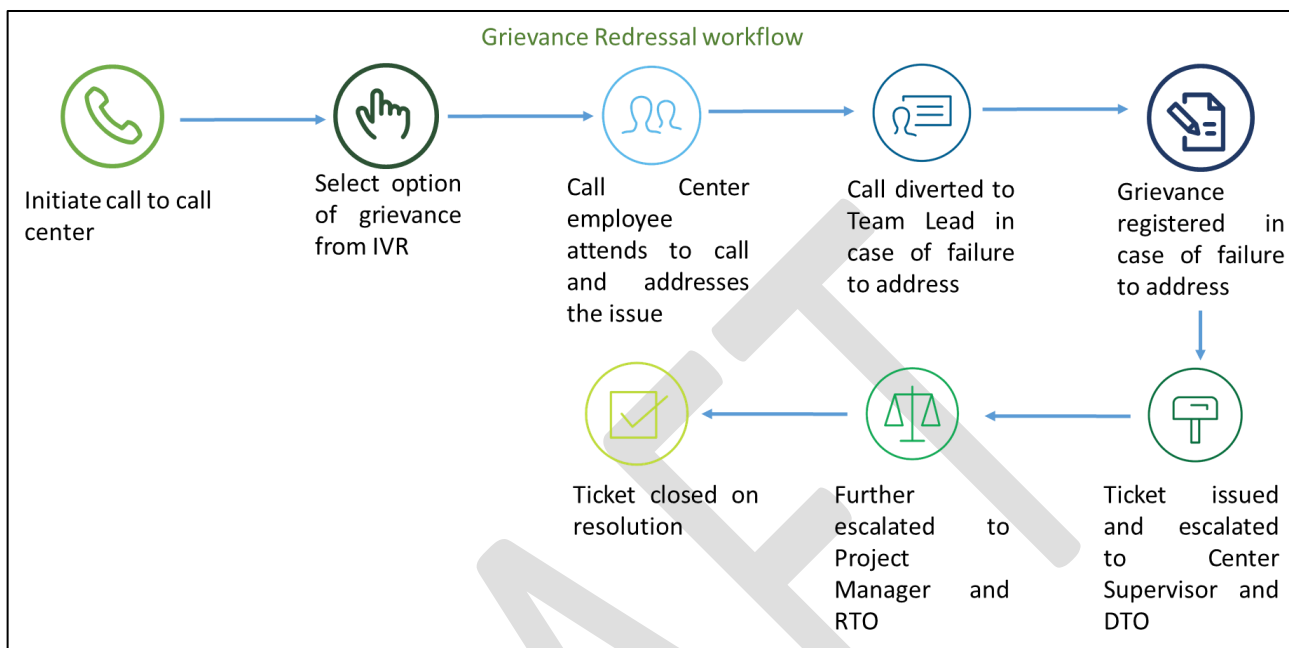 Grievance Redressal workflow
Initiate call to call
center
Select option
of grievance
from IVR
Call Center
employee
attends to call
and addresses
the issue
Call diverted to
Team Lead in
case of failure
to address
Grievance
registered in
case of failure
to address
Ticket closed on
resolution
Further
escalated to
Project
Manager and
RTO
Ticket issued
and escalated
to Center
Supervisor and
DTO